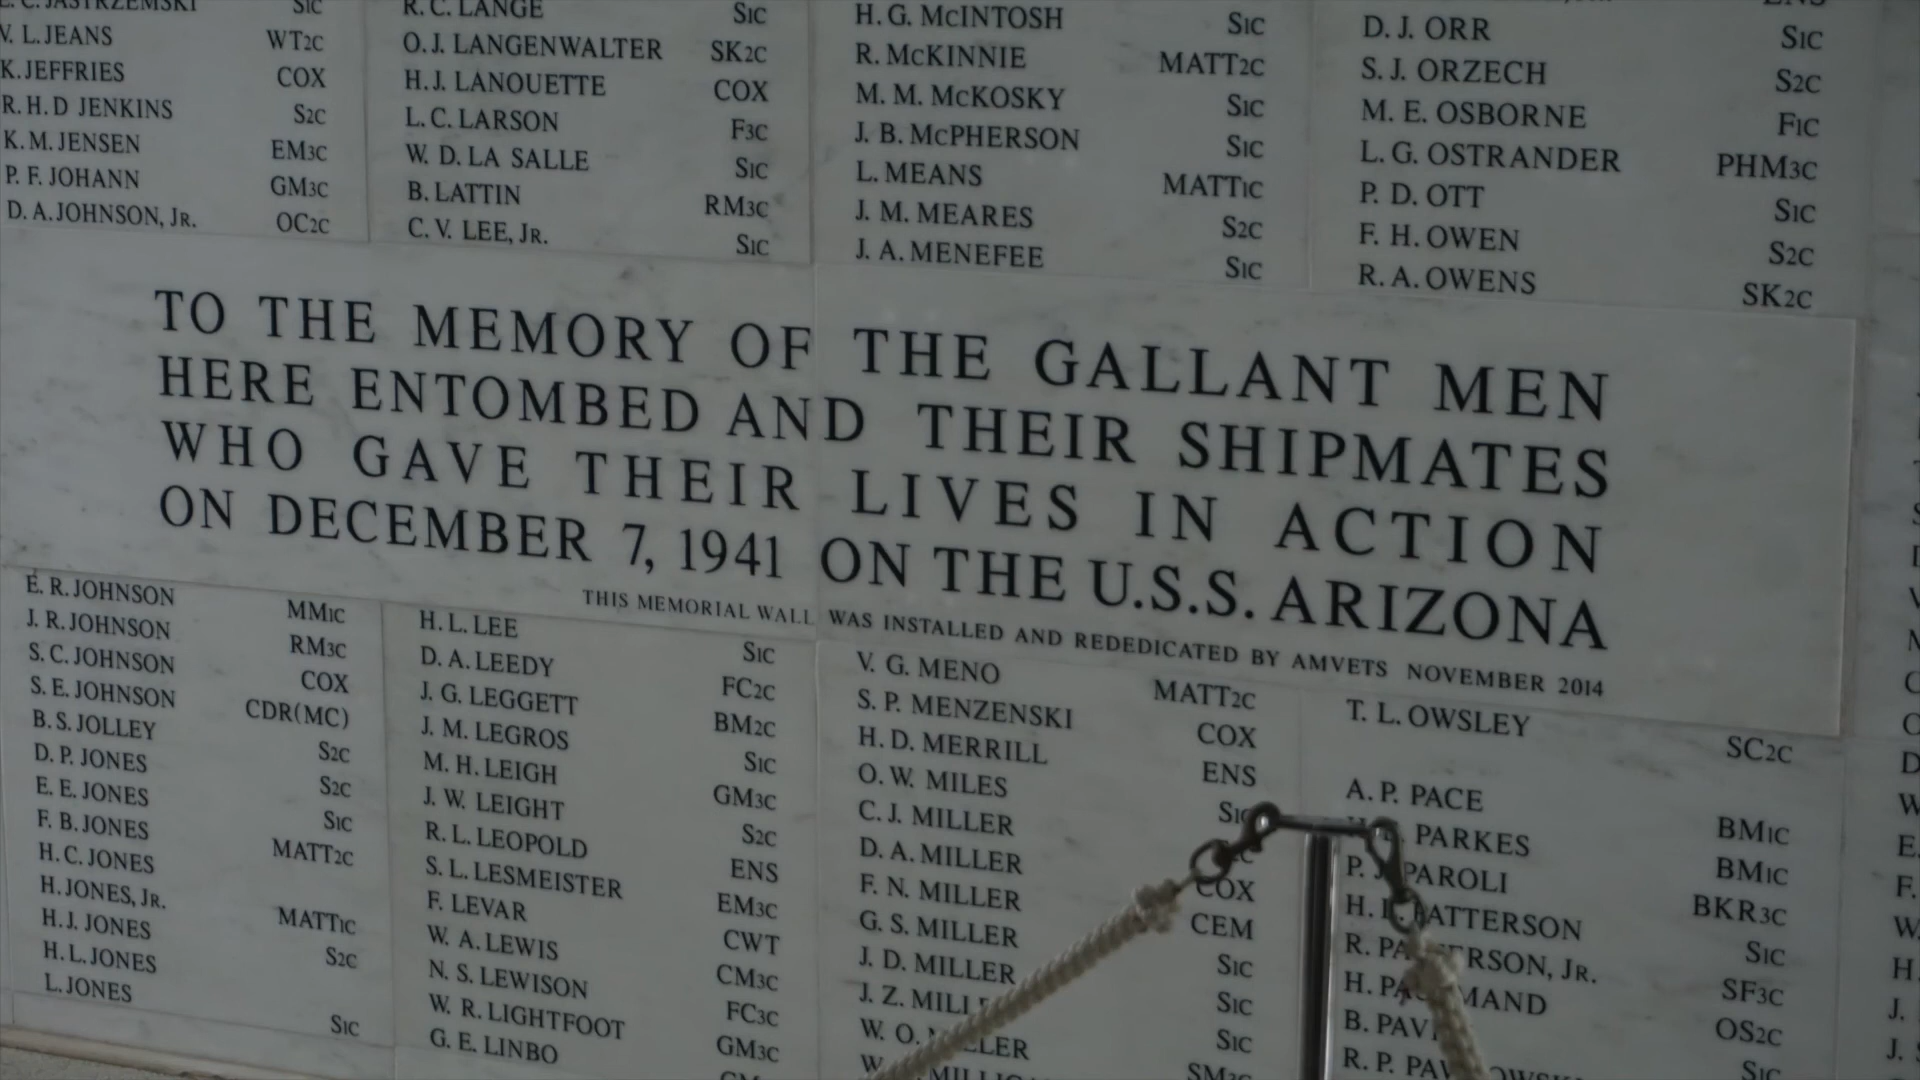 V. L. JEANS WT2C
K. JEFFRIES COX
R. H. D JENKINS S2C
K. M. JENSEN EM3C
P. F. JOHANN GM3C
D. A. JOHNSON, JR. OC2C
R. C. LANGE S1C
O. J. LANGENWALTER SK2C
H. J. LANOUETTE COX
L. C. LARSON F3C
W. D. LA SALLE S1C
B. LATTIN RM3C
C. V. LEE, JR. S1C
H. G. McINTOSH S1C
R. McKINNIE MATT2C
M. M. McKOSKY S1C
J. B. McPHERSON S1C
L. MEANS MATT1C
J. M. MEARES S2C
J. A. MENEFEE S1C
D. J. ORR S1C
S. J. ORZECH S2C
M. E. OSBORNE F1C
L. G. OSTRANDER PHM3C
P. D. OTT S1C
F. H. OWEN S2C
R. A. OWENS SK2C
TO THE MEMORY OF THE GALLANT MEN
HERE ENTOMBED AND THEIR SHIPMATES
WHO GAVE THEIR LIVES IN ACTION
ON DECEMBER 7, 1941 ON THE U.S.S. ARIZONA
THIS MEMORIAL WALL WAS INSTALLED AND REDEDICATED BY AMVETS NOVEMBER 2014
E. R. JOHNSON MM1C
J. R. JOHNSON RM3C
S. C. JOHNSON COX
S. E. JOHNSON CDR(MC)
B. S. JOLLEY S2C
D. P. JONES S2C
E. E. JONES S1C
F. B. JONES MATT2C
H. C. JONES
H. JONES, JR. MATT1C
H. J. JONES S2C
H. L. JONES
L. JONES S1C
H. L. LEE S1C
D. A. LEEDY FC2C
J. G. LEGGETT BM2C
J. M. LEGROS S1C
M. H. LEIGH GM3C
J. W. LEIGHT S2C
R. L. LEOPOLD ENS
S. L. LESMEISTER EM3C
F. LEVAR CWT
W. A. LEWIS CM3C
N. S. LEWISON FC3C
W. R. LIGHTFOOT GM3C
G. E. LINBO
V. G. MENO MATT2C
S. P. MENZENSKI COX
H. D. MERRILL ENS
O. W. MILES S1C
C. J. MILLER
D. A. MILLER COX
F. N. MILLER CEM
G. S. MILLER S1C
J. D. MILLER S1C
J. Z. S1C
W. O.
T. L. OWSLEY SC2C
A. P. PACE BM1C
PARKES BM1C
P. PAROLI BKR3C
H. PATTERSON S1C
R. JR. SF3C
H. OS2C
B. S1C
R. P.